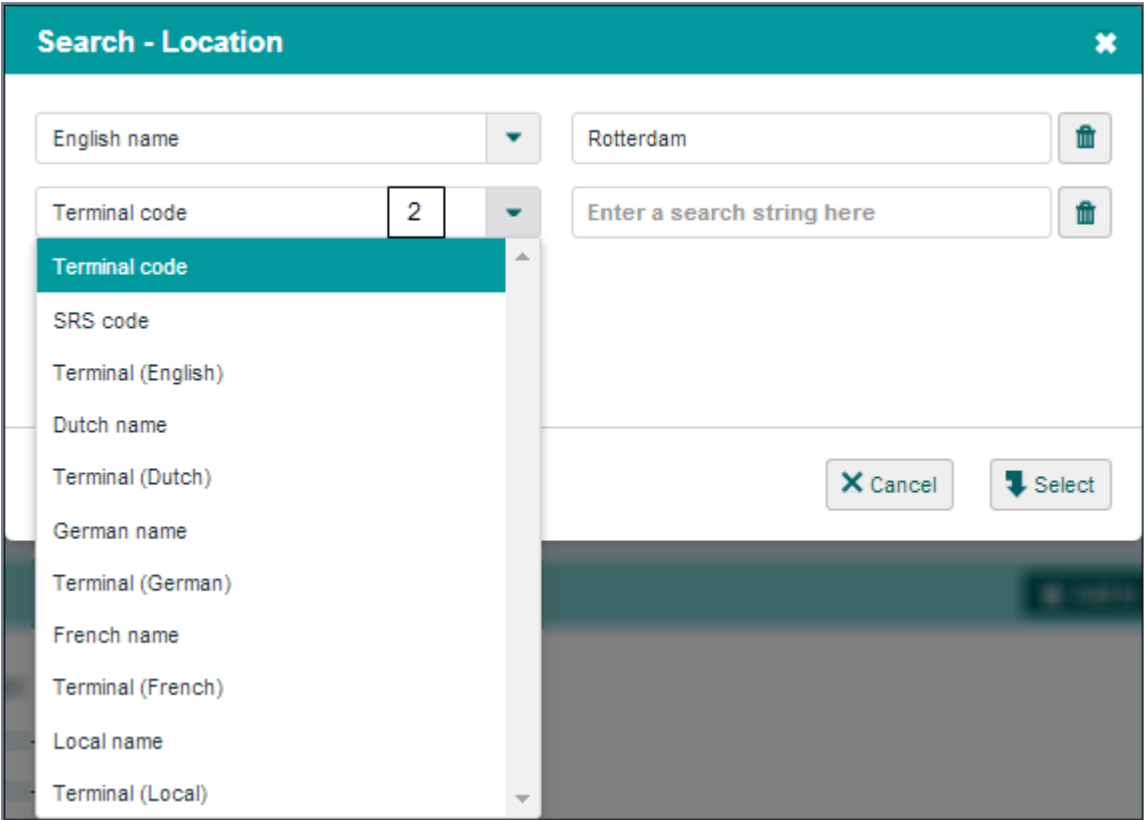 Search - Location
English name
Rotterdam
Terminal code
2
Enter a search string here
Terminal code
SRS code
Terminal (English)
Dutch name
Terminal (Dutch)
German name
Terminal (German)
French name
Terminal (French)
Local name
Terminal (Local)
Cancel
Select